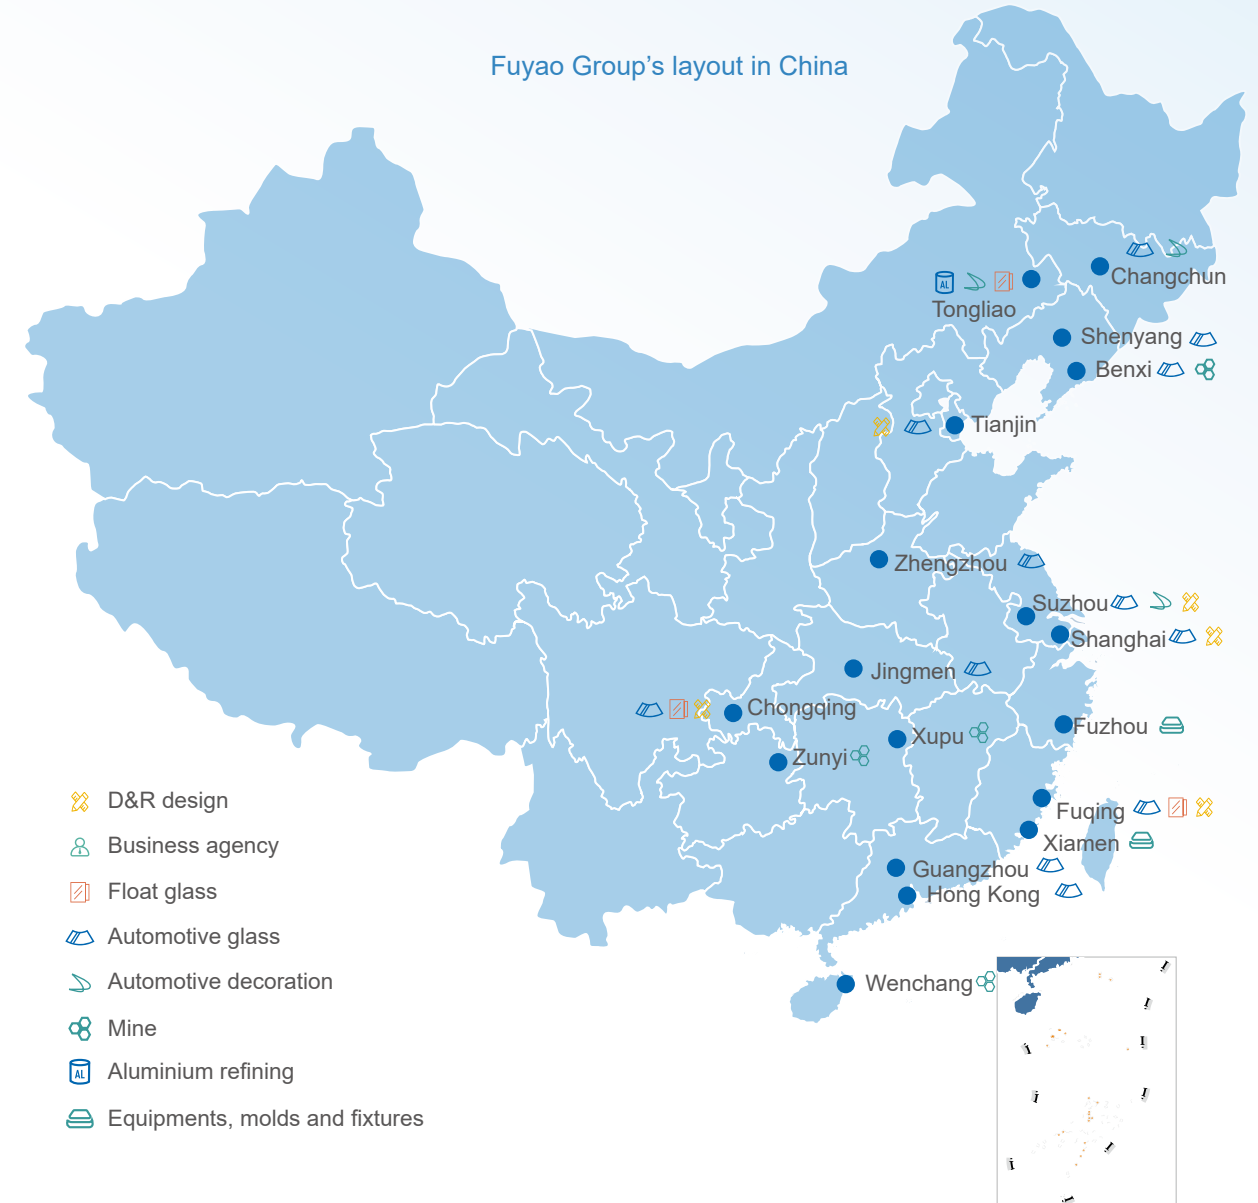 Fuyao Group’s layout in China
Changchun
AL
Tongliao
Shenyang
Benxi
Tianjin
Zhengzhou
Suzhou
Shanghai
Jingmen
Chongqing
Xupu
Fuzhou
Zunyi
Fuqing
Xiamen
Guangzhou
Hong Kong
Wenchang
D&R design
Business agency
Float glass
Automotive glass
Automotive decoration
Mine
AL Aluminium refining
Equipments, molds and fixtures